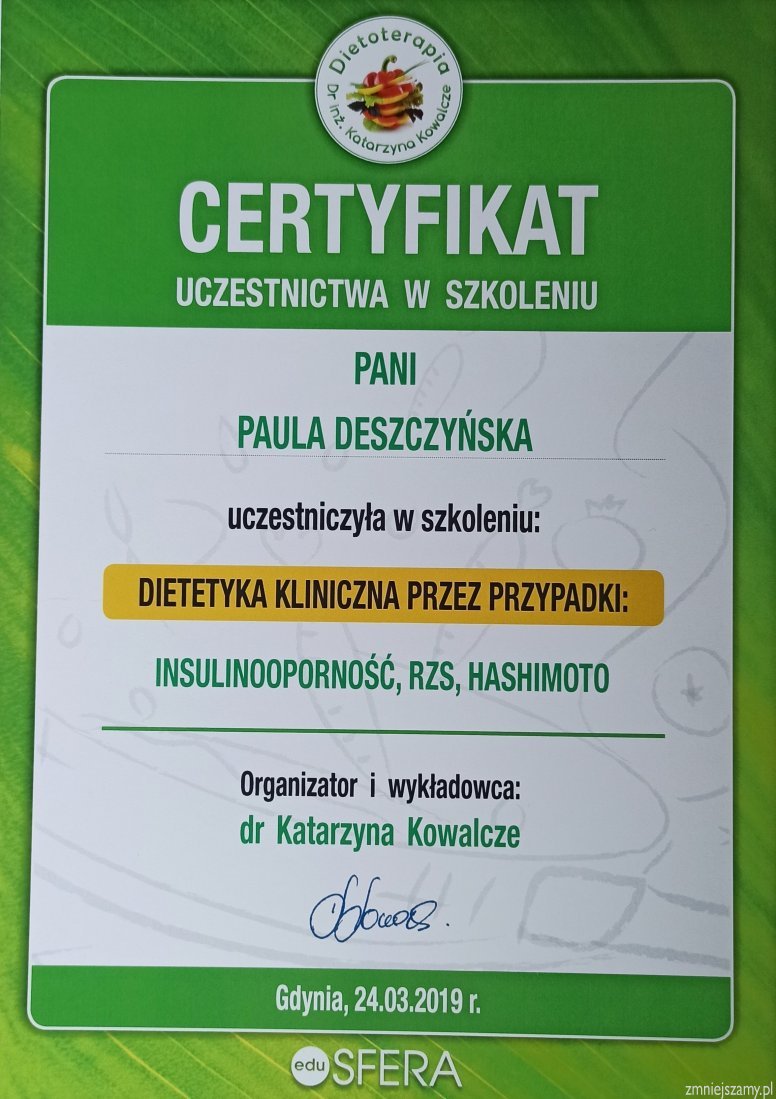 Dietoterapia
Dr inż. Katarzyna Kowalcze
CERTYFIKAT
UCZESTNICTWA W SZKOLENIU
PANI
PAULA DESZCZYŃSKA
uczestniczyła w szkoleniu:
DIETETYKA KLINICZNA PRZEZ PRZYPADKI:
INSULINOOPORNOŚĆ, RZS, HASHIMOTO
Organizator i wykładowca:
dr Katarzyna Kowalcze
Gdynia, 24.03.2019 r.
edu SFERA
zmniejszamy.pl